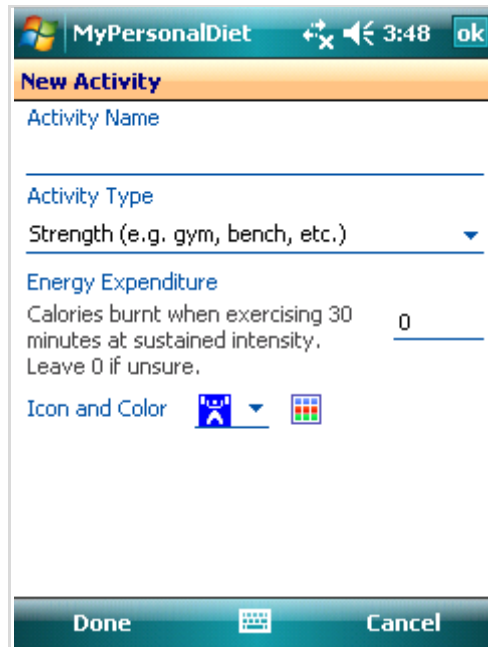 MyPersonalDiet 3:48 ok
New Activity
Activity Name
Activity Type
Strength (e.g. gym, bench, etc.)
Energy Expenditure
Calories burnt when exercising 30
minutes at sustained intensity.
Leave 0 if unsure.
0
Icon and Color
Done Cancel